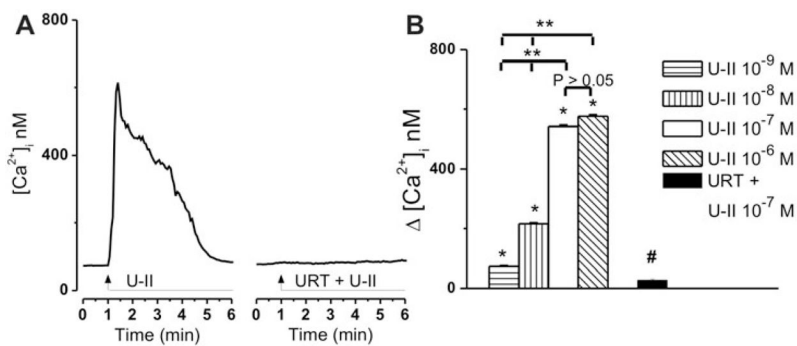 A
800
400
0
[Ca2+]i nM
U-II
URT + U-II
0 1 2 3 4 5 6
0 1 2 3 4 5 6
Time (min)
Time (min)
B
800
400
0
Δ [Ca2+]i nM
**
**
P > 0.05
*
*
*
*
#
U-II 10-9 M
U-II 10-8 M
U-II 10-7 M
U-II 10-6 M
URT +
U-II 10-7 M